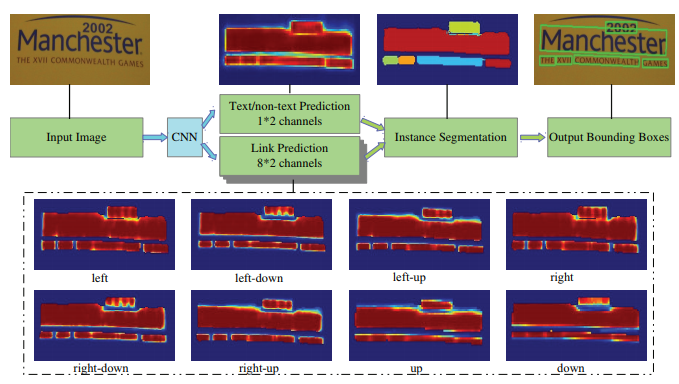 2002
Manchester
THE XVII COMMONWEALTH GAMES
2002
Manchester
THE XVII COMMONWEALTH GAMES
Text/non-text Prediction
1*2 channels
Input Image
CNN
Instance Segmentation
Output Bounding Boxes
Link Prediction
8*2 channels
left
left-down
left-up
right
right-down
right-up
up
down